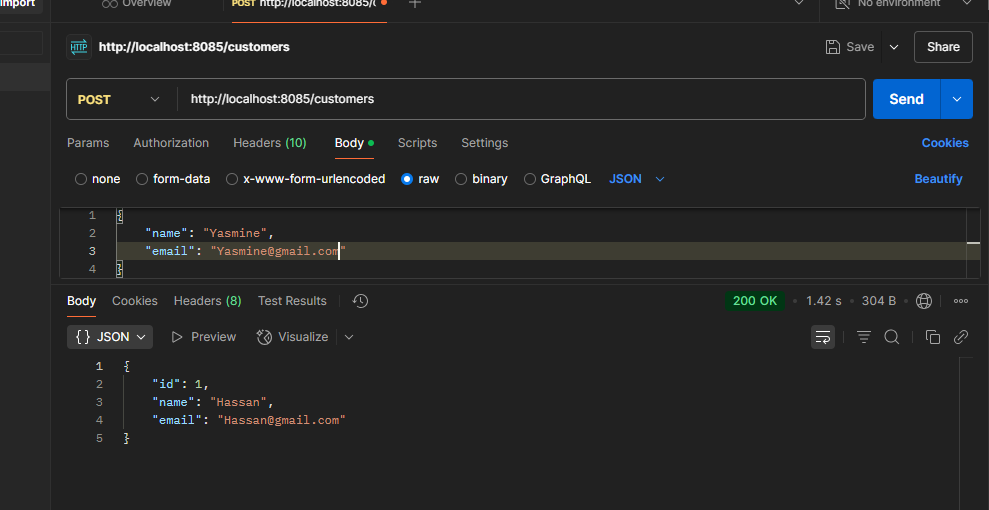 Import
Overview
POST http://localhost:8085/c
No environment
HTTP http://localhost:8085/customers
Save
Share
POST
http://localhost:8085/customers
Send
Params Authorization Headers (10) Body Scripts Settings Cookies
none form-data x-www-form-urlencoded raw binary GraphQL JSON Beautify
1 {
2 "name": "Yasmine",
3 "email": "Yasmine@gmail.com"
4 }
Body Cookies Headers (8) Test Results 200 OK • 1.42 s • 304 B •
{} JSON Preview Visualize
1 {
2 "id": 1,
3 "name": "Hassan",
4 "email": "Hassan@gmail.com"
5 }